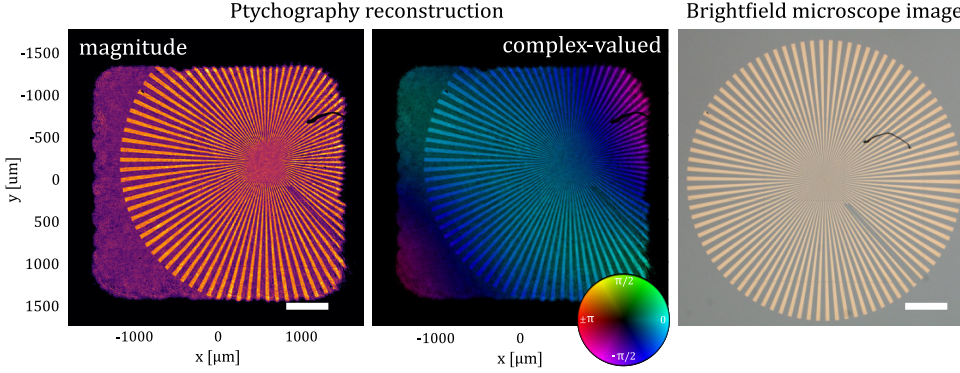 Ptychography reconstruction
Brightfield microscope image
magnitude
complex-valued
y [um]
-1500
-1000
-500
0
500
1000
1500
-1000
0
1000
x [μm]
-1000
0
x [μm]
π/2
±π
0
-π/2